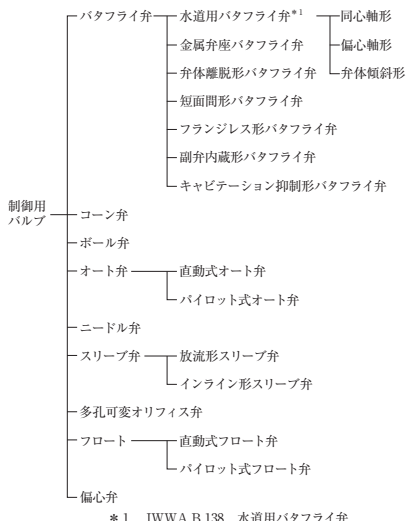 バタフライ弁 水道用バタフライ弁*1 同心軸形
金属弁座バタフライ弁 偏心軸形
弁体離脱形バタフライ弁 弁体傾斜形
短面間形バタフライ弁
フランジレス形バタフライ弁
副弁内蔵形バタフライ弁
キャビテーション抑制形バタフライ弁
制御用
バルブ
コーン弁
ボール弁
オート弁 直動式オート弁
パイロット式オート弁
ニードル弁
スリーブ弁 放流形スリーブ弁
インライン形スリーブ弁
多孔可変オリフィス弁
フロート 直動式フロート弁
パイロット式フロート弁
偏心弁
*1 JWWA B 138 水道用バタフライ弁